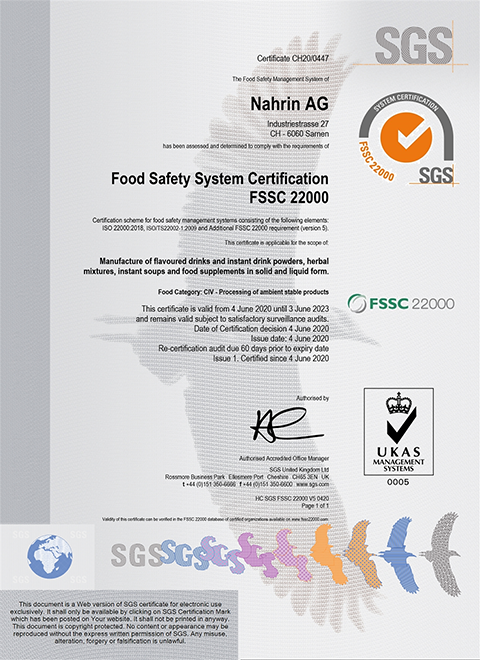 SGS
Certificate CH20/0447
The Food Safety Management System of
Nahrin AG
Industriestrasse 27
CH - 6060 Sarnen
has been assessed and determined to comply with the requirements of
SYSTEM CERTIFICATION
FSSC 22000
SGS
Food Safety System Certification
FSSC 22000
Certification scheme for food safety management systems consisting of the following elements:
ISO 22000:2018, ISO/TS22002-1:2009 and Additional FSSC 22000 requirement (version 5).
This certificate is applicable for the scope of:
Manufacture of flavoured drinks and instant drink powders, herbal
mixtures, instant soups and food supplements in solid and liquid form.
Food Category: CIV - Processing of ambient stable products
FSSC 22000
This certificate is valid from 4 June 2020 until 3 June 2023
and remains valid subject to satisfactory surveillance audits.
Date of Certification decision 4 June 2020
Issue date: 4 June 2020
Re-certification audit due 60 days prior to expiry date
Issue 1. Certified since 4 June 2020
Authorised by
Authorised Accredited Office Manager
SGS United Kingdom Ltd
Rossmore Business Park · Ellesmere Port · Cheshire · CH65 3EN · UK
t +44 (0)151 350-6666 f +44 (0)151 350-6600 · www.sgs.com
HC SGS FSSC 22000 V5 0420
Page 1 of 1
UKAS
MANAGEMENT
SYSTEMS
0005
Validity of this certificate can be verified in the FSSC 22000 database of certified organizations available on www.fssc22000.com
SGS SGS
This document is a Web version of SGS certificate for electronic use
exclusively. It shall only be available by clicking on SGS Certification Mark
which has been posted on Your website. It shall not be printed in anyway.
This document is copyright protected. No content or appearance may be
reproduced without the express written permission of SGS. Any misuse,
alteration, forgery or falsification is unlawful.